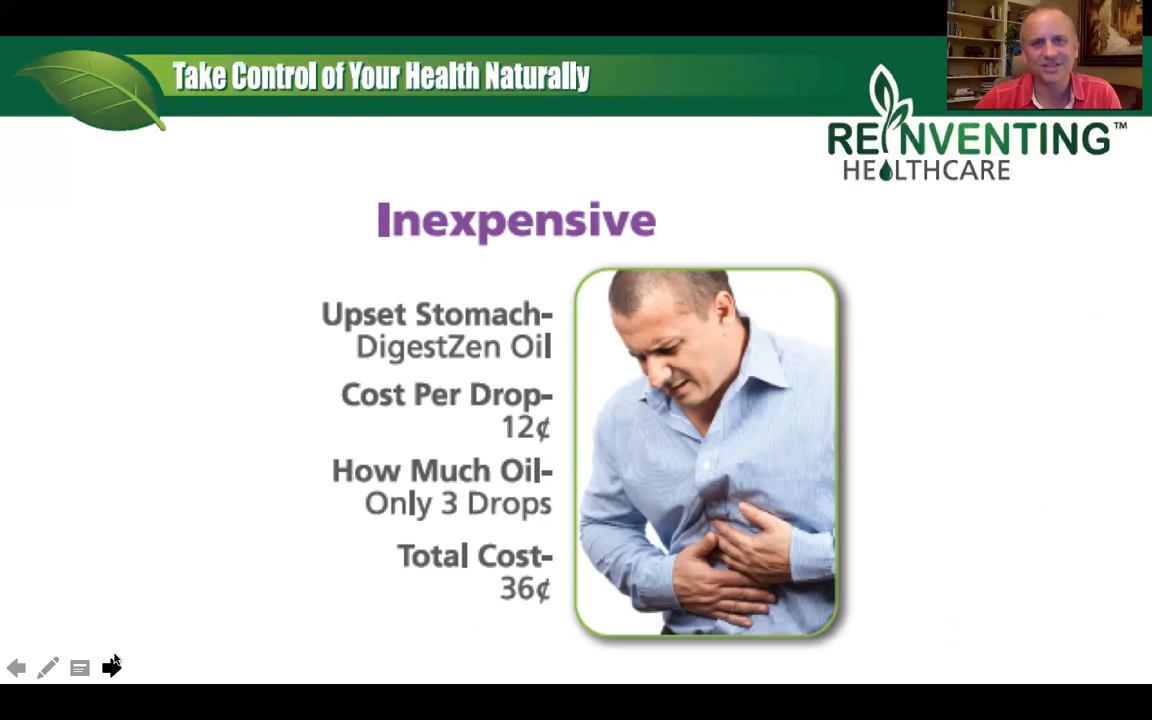 Take Control of Your Health Naturally
REINVENTING™
HEALTHCARE
Inexpensive
Upset Stomach-
DigestZen Oil
Cost Per Drop-
12¢
How Much Oil-
Only 3 Drops
Total Cost-
36¢